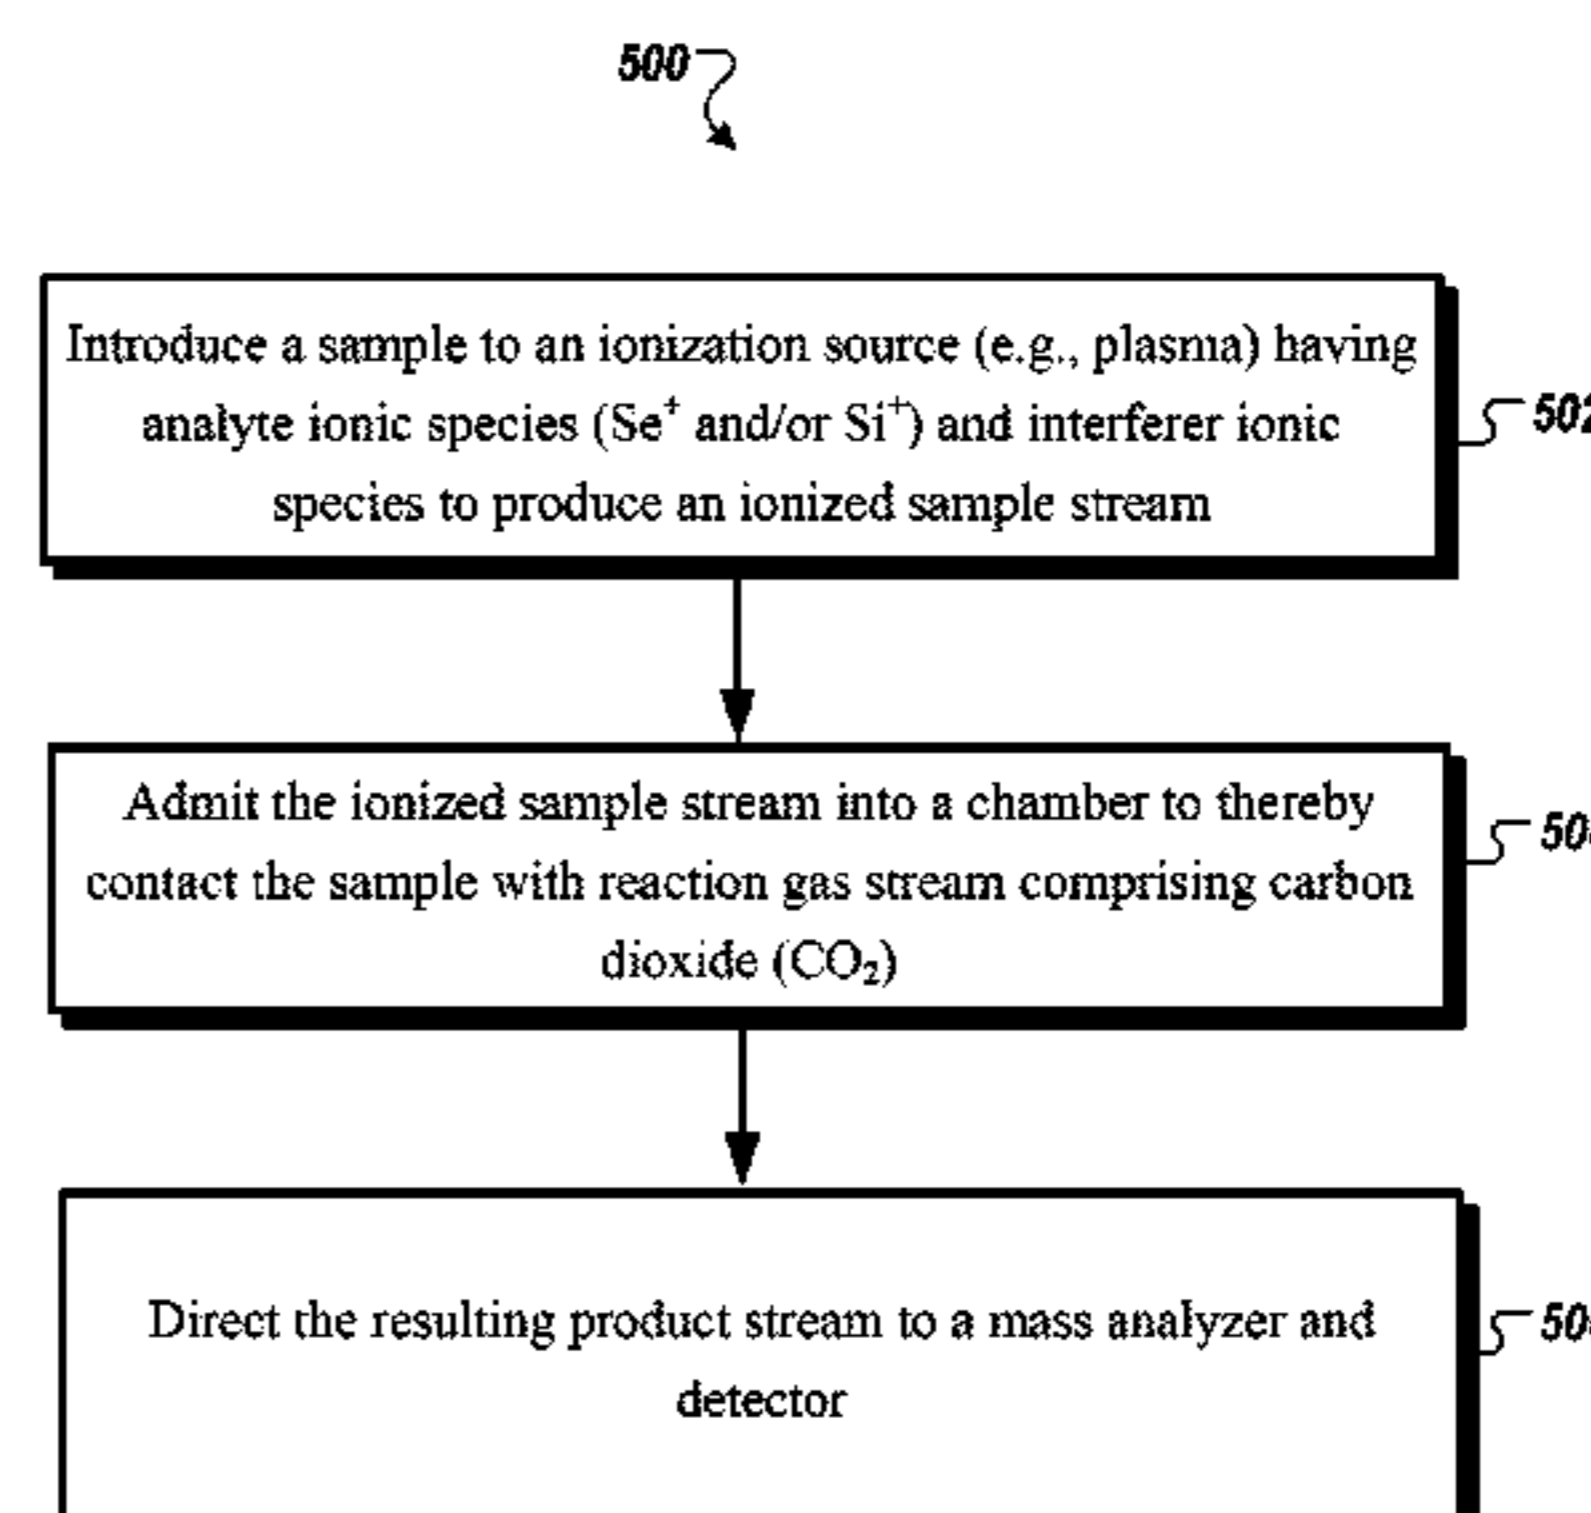 500
Introduce a sample to an ionization source (e.g., plasma) having
analyte ionic species (Se⁺ and/or Si⁺) and interferer ionic
species to produce an ionized sample stream
502
Admit the ionized sample stream into a chamber to thereby
contact the sample with reaction gas stream comprising carbon
dioxide (CO₂)
Direct the resulting product stream to a mass analyzer and
detector